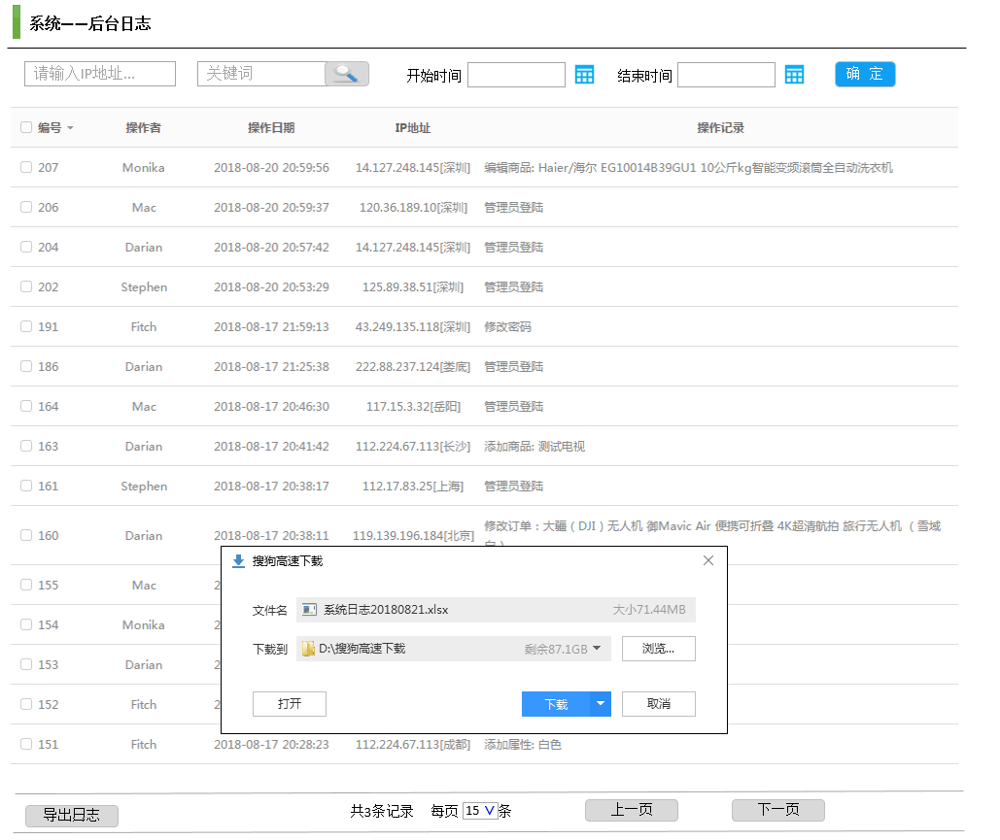 系统——后台日志
请输入IP地址... 关键词 开始时间 结束时间 确 定
编号 操作者 操作日期 IP地址 操作记录
207 Monika 2018-08-20 20:59:56 14.127.248.145[深圳] 编辑商品: Haier/海尔 EG10014B39GU1 10公斤kg智能变频滚筒全自动洗衣机
206 Mac 2018-08-20 20:59:37 120.36.189.10[深圳] 管理员登陆
204 Darian 2018-08-20 20:57:42 14.127.248.145[深圳] 管理员登陆
202 Stephen 2018-08-20 20:53:29 125.89.38.51[深圳] 管理员登陆
191 Fitch 2018-08-17 21:59:13 43.249.135.118[深圳] 修改密码
186 Darian 2018-08-17 21:25:38 222.88.237.124[娄底] 管理员登陆
164 Mac 2018-08-17 20:46:30 117.15.3.32[岳阳] 管理员登陆
163 Darian 2018-08-17 20:41:42 112.224.67.113[长沙] 添加商品: 测试电视
161 Stephen 2018-08-17 20:38:17 112.17.83.25[上海] 管理员登陆
160 Darian 2018-08-17 20:38:11 119.139.196.184[北京] 修改订单：大疆（DJI）无人机 御Mavic Air 便携可折叠 4K超清航拍 旅行无人机 （雪域
155 Mac 2
154 Monika 2
153 Darian 2
152 Fitch 2
搜狗高速下载
文件名 系统日志20180821.xlsx 大小71.44MB
下载到 D:\搜狗高速下载 剩余87.1GB 浏览...
打开 下载 取消
151 Fitch 2018-08-17 20:28:23 112.224.67.113[成都] 添加属性: 白色
导出日志 共3条记录 每页 15 条 上一页 下一页